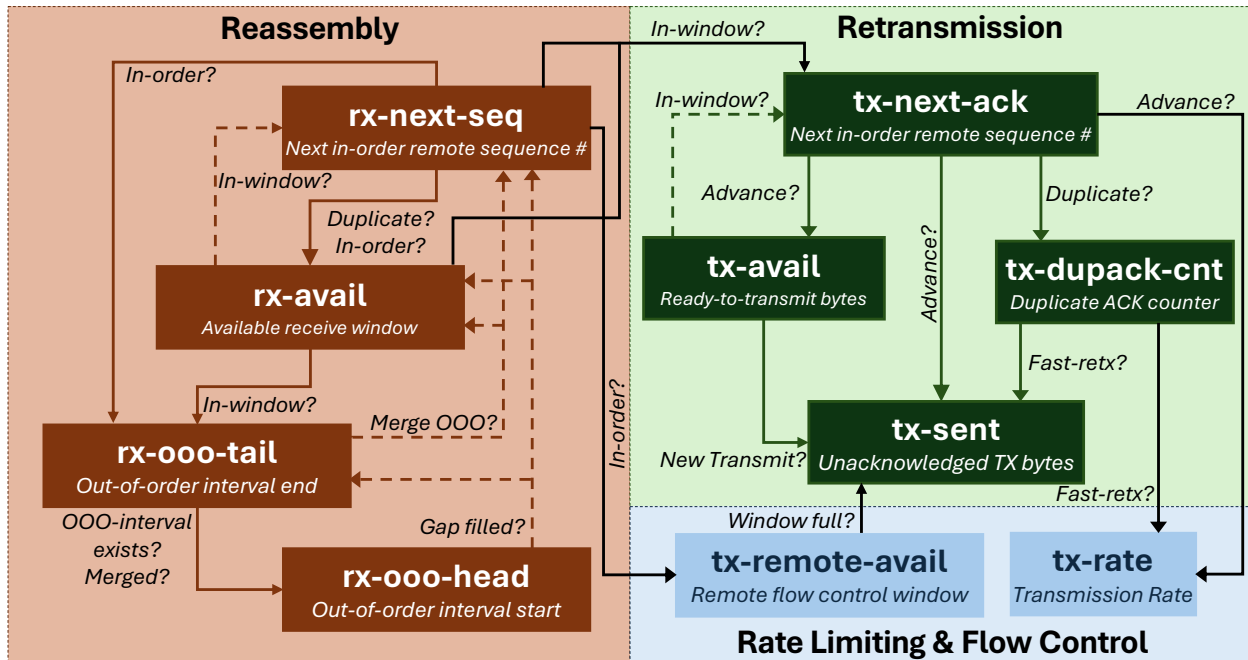 Reassembly
In-order?
rx-next-seq
Next in-order remote sequence #
In-window?
Duplicate?
In-order?
rx-avail
Available receive window
In-window?
Merge OOO?
rx-ooo-tail
Out-of-order interval end
OOO-interval
exists?
Merged?
Gap filled?
rx-ooo-head
Out-of-order interval start
In-order?
In-window?
Retransmission
In-window?
tx-next-ack
Next in-order remote sequence #
Advance?
Advance?
Advance?
Duplicate?
tx-avail
Ready-to-transmit bytes
tx-dupack-cnt
Duplicate ACK counter
Fast-retx?
New Transmit?
tx-sent
Unacknowledged TX bytes
Fast-retx?
Window full?
tx-remote-avail
Remote flow control window
tx-rate
Transmission Rate
Rate Limiting & Flow Control